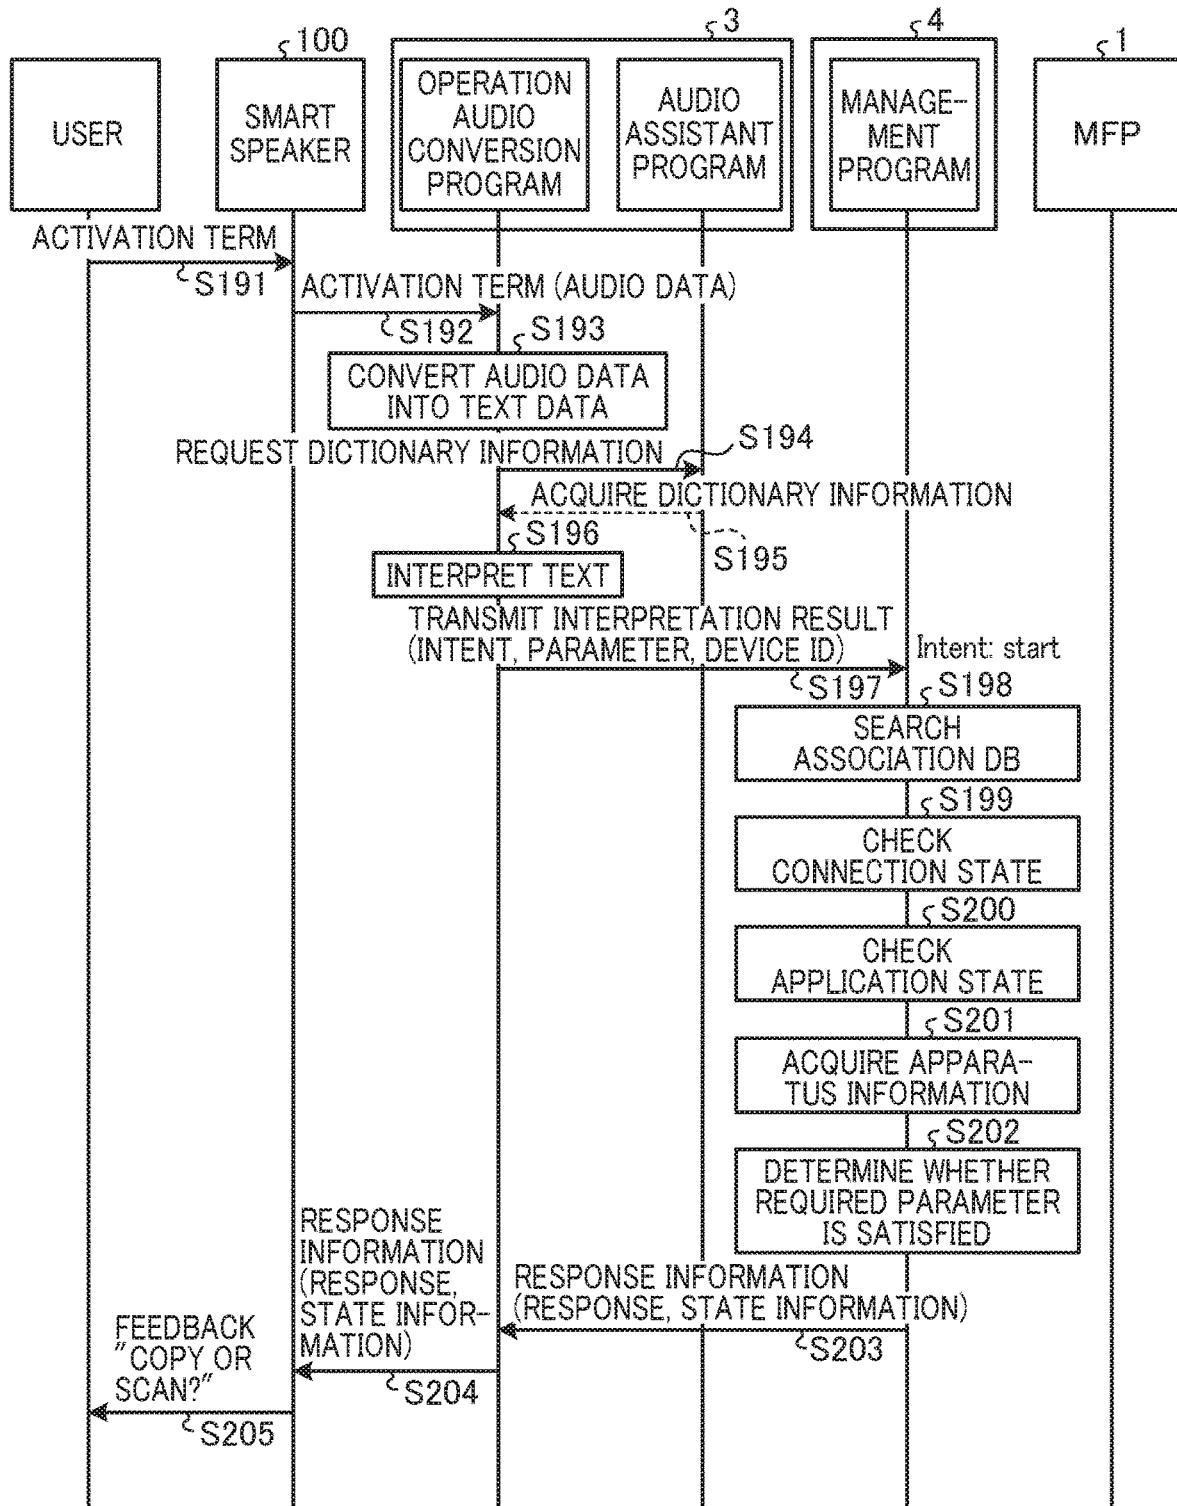 100
3
4
1
USER
SMART
SPEAKER
OPERATION
AUDIO
CONVERSION
PROGRAM
AUDIO
ASSISTANT
PROGRAM
MANAGE-
MENT
PROGRAM
MFP
ACTIVATION TERM
S191
ACTIVATION TERM (AUDIO DATA)
S192
S193
CONVERT AUDIO DATA
INTO TEXT DATA
REQUEST DICTIONARY INFORMATION
S194
ACQUIRE DICTIONARY INFORMATION
S195
S196
INTERPRET TEXT
TRANSMIT INTERPRETATION RESULT
(INTENT, PARAMETER, DEVICE ID)
Intent: start
S197
S198
SEARCH
ASSOCIATION DB
S199
CHECK
CONNECTION STATE
S200
CHECK
APPLICATION STATE
S201
ACQUIRE APPARA-
TUS INFORMATION
S202
DETERMINE WHETHER
REQUIRED PARAMETER
IS SATISFIED
RESPONSE INFORMATION
(RESPONSE, STATE INFORMATION)
S203
RESPONSE
INFORMATION
(RESPONSE,
STATE INFOR-
MATION)
S204
FEEDBACK
"COPY OR
SCAN?"
S205